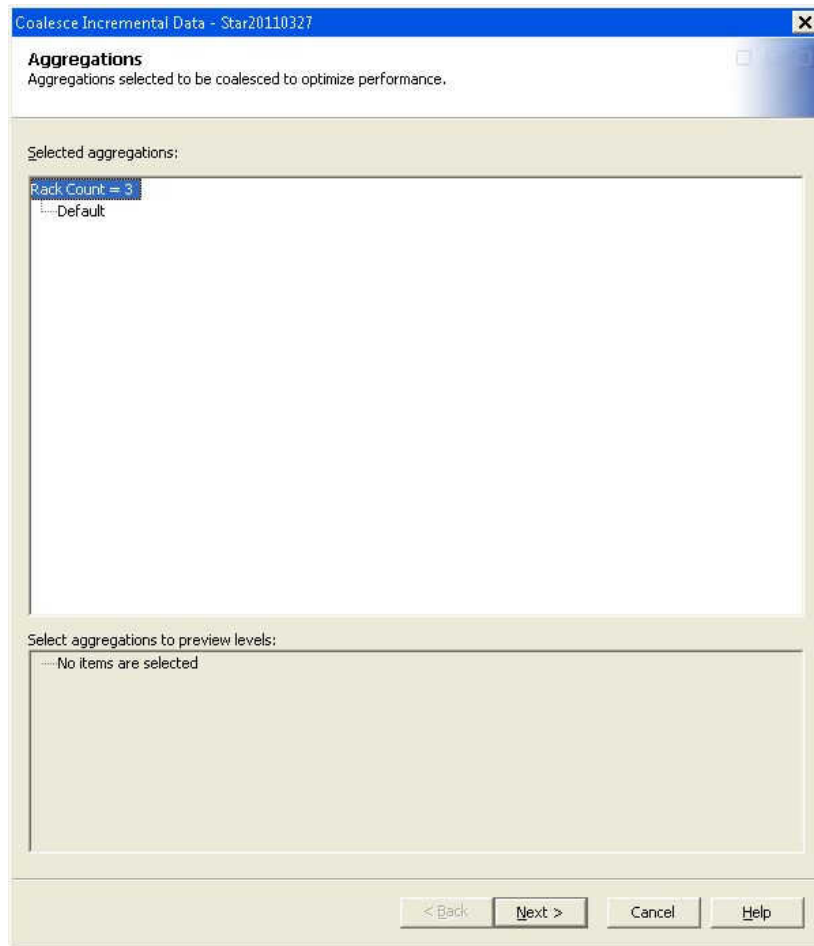 Coalesce Incremental Data - Star20110327
Aggregations
Aggregations selected to be coalesced to optimize performance.
Selected aggregations:
Rack Count = 3
Default
Select aggregations to preview levels:
No items are selected
< Back
Next >
Cancel
Help